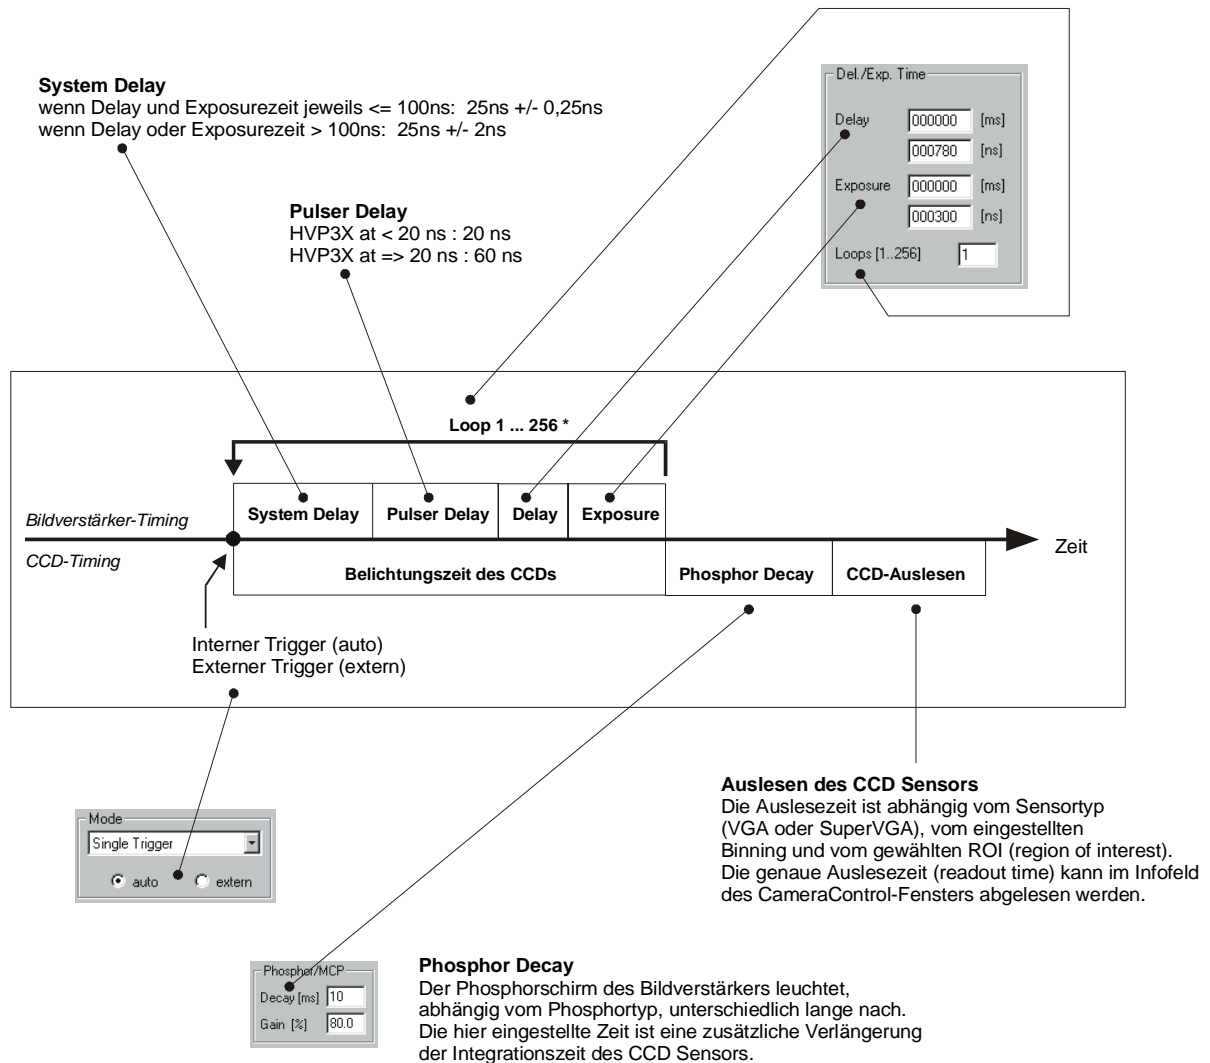 System Delay
wenn Delay und Exposurezeit jeweils <= 100ns: 25ns +/- 0,25ns
wenn Delay oder Exposurezeit > 100ns: 25ns +/- 2ns
Del./Exp. Time
Delay 000000 [ms]
000780 [ns]
Exposure 000000 [ms]
000300 [ns]
Loops [1..256] 1
Pulser Delay
HVP3X at < 20 ns : 20 ns
HVP3X at => 20 ns : 60 ns
Loop 1 ... 256 *
System Delay Pulser Delay Delay Exposure
Bildverstärker-Timing
Zeit
CCD-Timing
Belichtungszeit des CCDs Phosphor Decay CCD-Auslesen
Interner Trigger (auto)
Externer Trigger (extern)
Mode
Single Trigger
auto extern
Auslesen des CCD Sensors
Die Auslesezeit ist abhängig vom Sensortyp
(VGA oder SuperVGA), vom eingestellten
Binning und vom gewählten ROI (region of interest).
Die genaue Auslesezeit (readout time) kann im Infofeld
des CameraControl-Fensters abgelesen werden.
Phosphor/MCP
Decay [ms] 10
Gain [%] 80.0
Phosphor Decay
Der Phosphorschirm des Bildverstärkers leuchtet,
abhängig vom Phosphortyp, unterschiedlich lange nach.
Die hier eingestellte Zeit ist eine zusätzliche Verlängerung
der Integrationszeit des CCD Sensors.